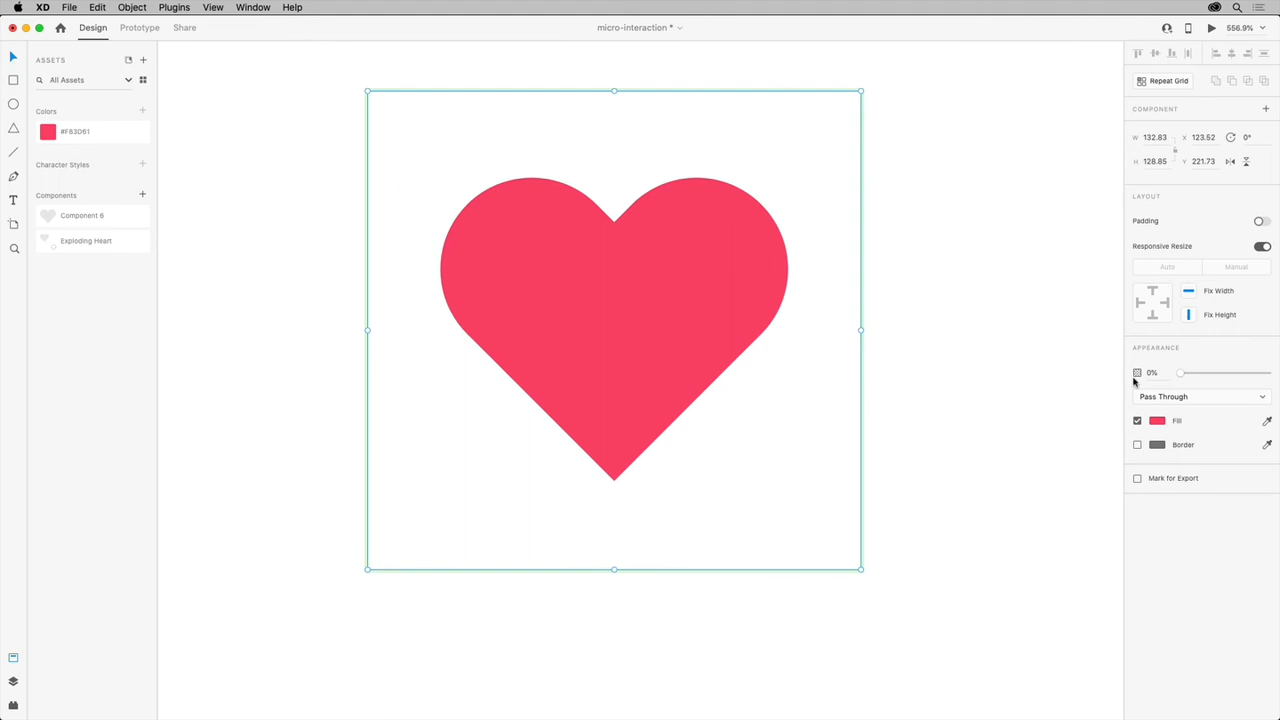 XD File Edit Object Plugins View Window Help
Design Prototype Share
micro-interaction *
556.9%
ASSETS
All Assets
Colors
#F83D61
Character Styles
Components
Component 6
Exploding Heart
Repeat Grid
COMPONENT
W 132.83 X 123.52 0°
H 128.85 Y 221.73
LAYOUT
Padding
Responsive Resize
Auto Manual
Fix Width
Fix Height
APPEARANCE
0%
Pass Through
Fill
Border
Mark for Export